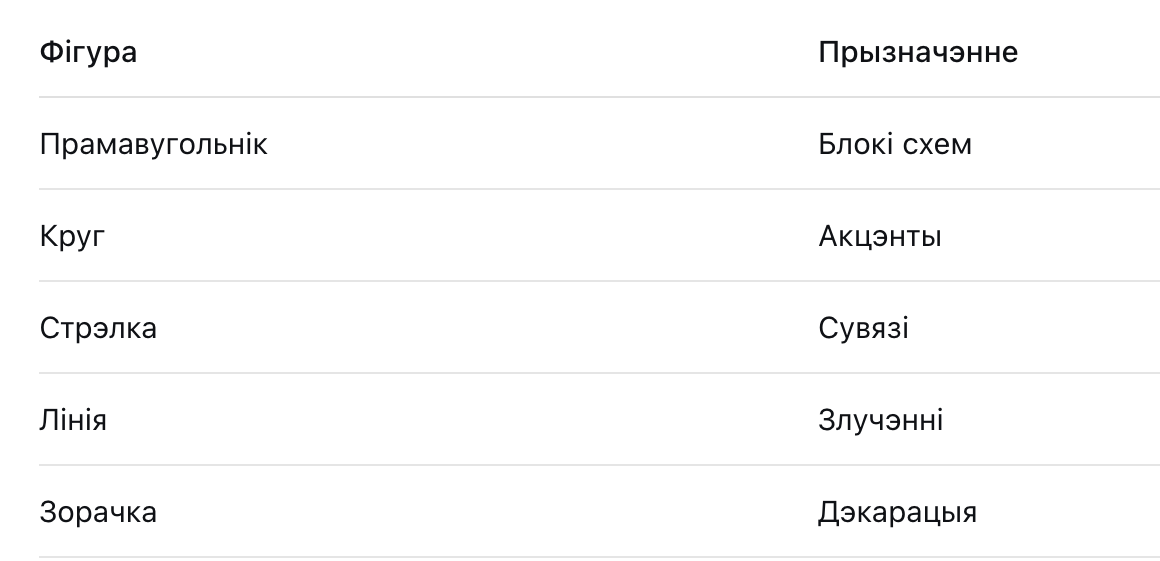 Фігура Прызначэнне
Прамавугольнік Блокі схем
Круг Акцэнты
Стрэлка Сувязі
Лінія Злучэнні
Зорачка Дэкарацыя